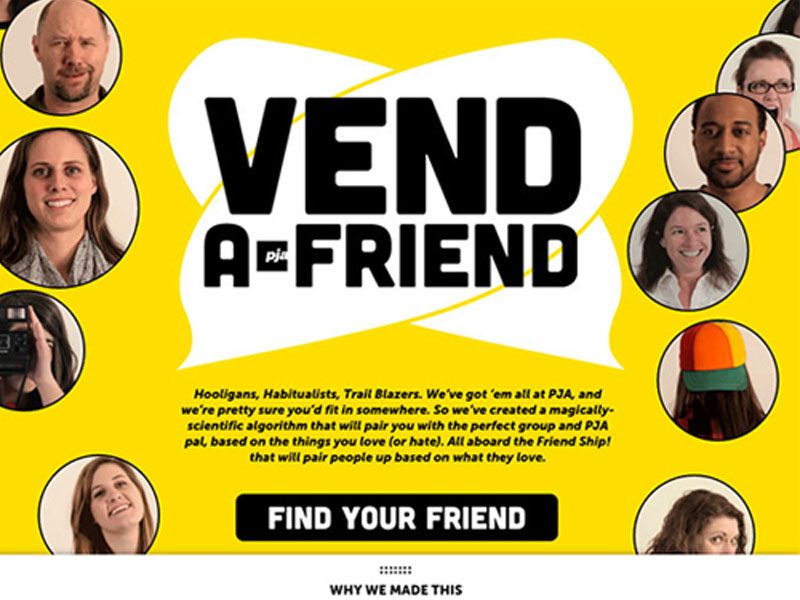 VEND
A-pja FRIEND
Hooligans, Habitualists, Trail Blazers. We've got 'em all at PJA, and
we're pretty sure you'd fit in somewhere. So we've created a magically-
scientific algorithm that will pair you with the perfect group and PJA
pal, based on the things you love (or hate). All aboard the Friend Ship!
that will pair people up based on what they love.
FIND YOUR FRIEND
WHY WE MADE THIS